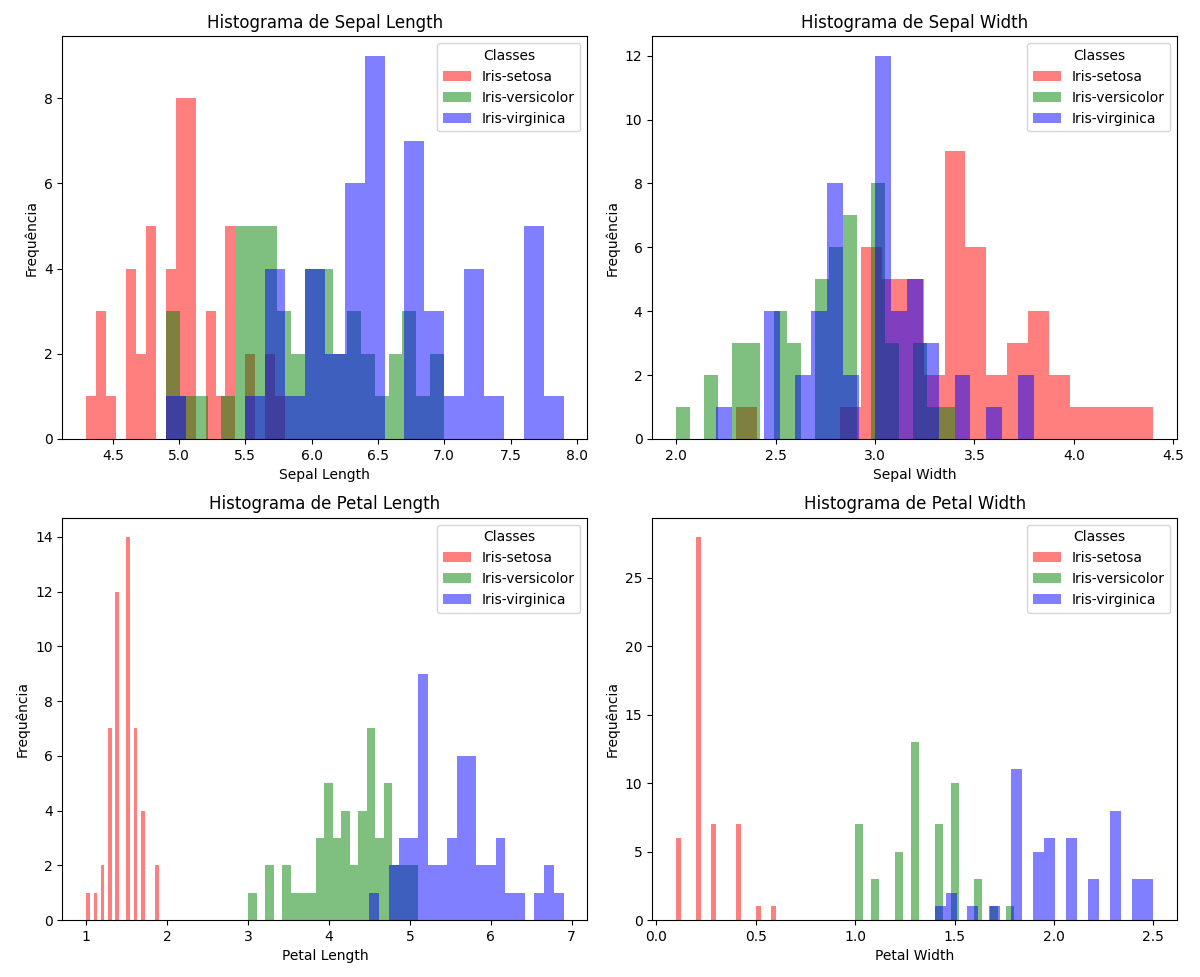 Histograma de Sepal Length
Frequência
8
6
4
2
0
4.5 5.0 5.5 6.0 6.5 7.0 7.5 8.0
Sepal Length
Classes
Iris-setosa
Iris-versicolor
Iris-virginica
Histograma de Sepal Width
Frequência
12
10
8
6
4
2
0
2.0 2.5 3.0 3.5 4.0 4.5
Sepal Width
Classes
Iris-setosa
Iris-versicolor
Iris-virginica
Histograma de Petal Length
Frequência
14
12
10
8
6
4
2
0
1 2 3 4 5 6 7
Petal Length
Classes
Iris-setosa
Iris-versicolor
Iris-virginica
Histograma de Petal Width
Frequência
25
20
15
10
5
0
0.0 0.5 1.0 1.5 2.0 2.5
Petal Width
Classes
Iris-setosa
Iris-versicolor
Iris-virginica